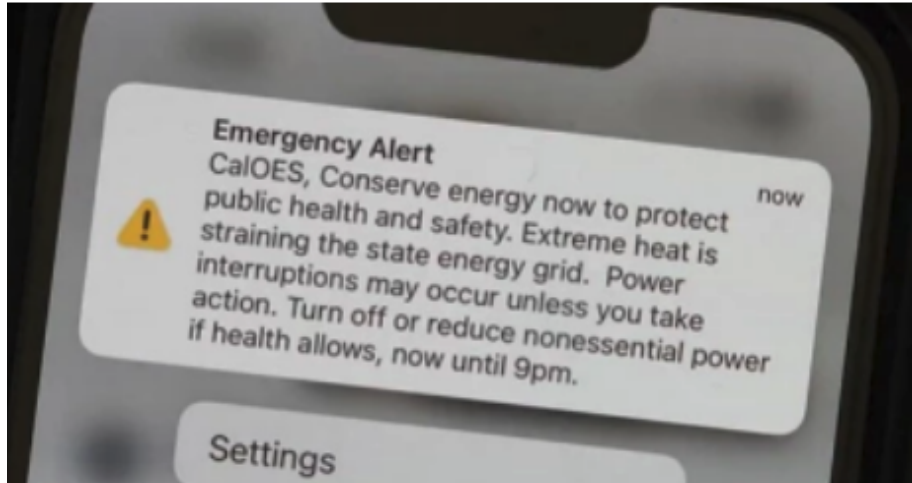 Emergency Alert
now
CalOES, Conserve energy now to protect
public health and safety. Extreme heat is
straining the state energy grid.  Power
interruptions may occur unless you take
action. Turn off or reduce nonessential power
if health allows, now until 9pm.
Settings